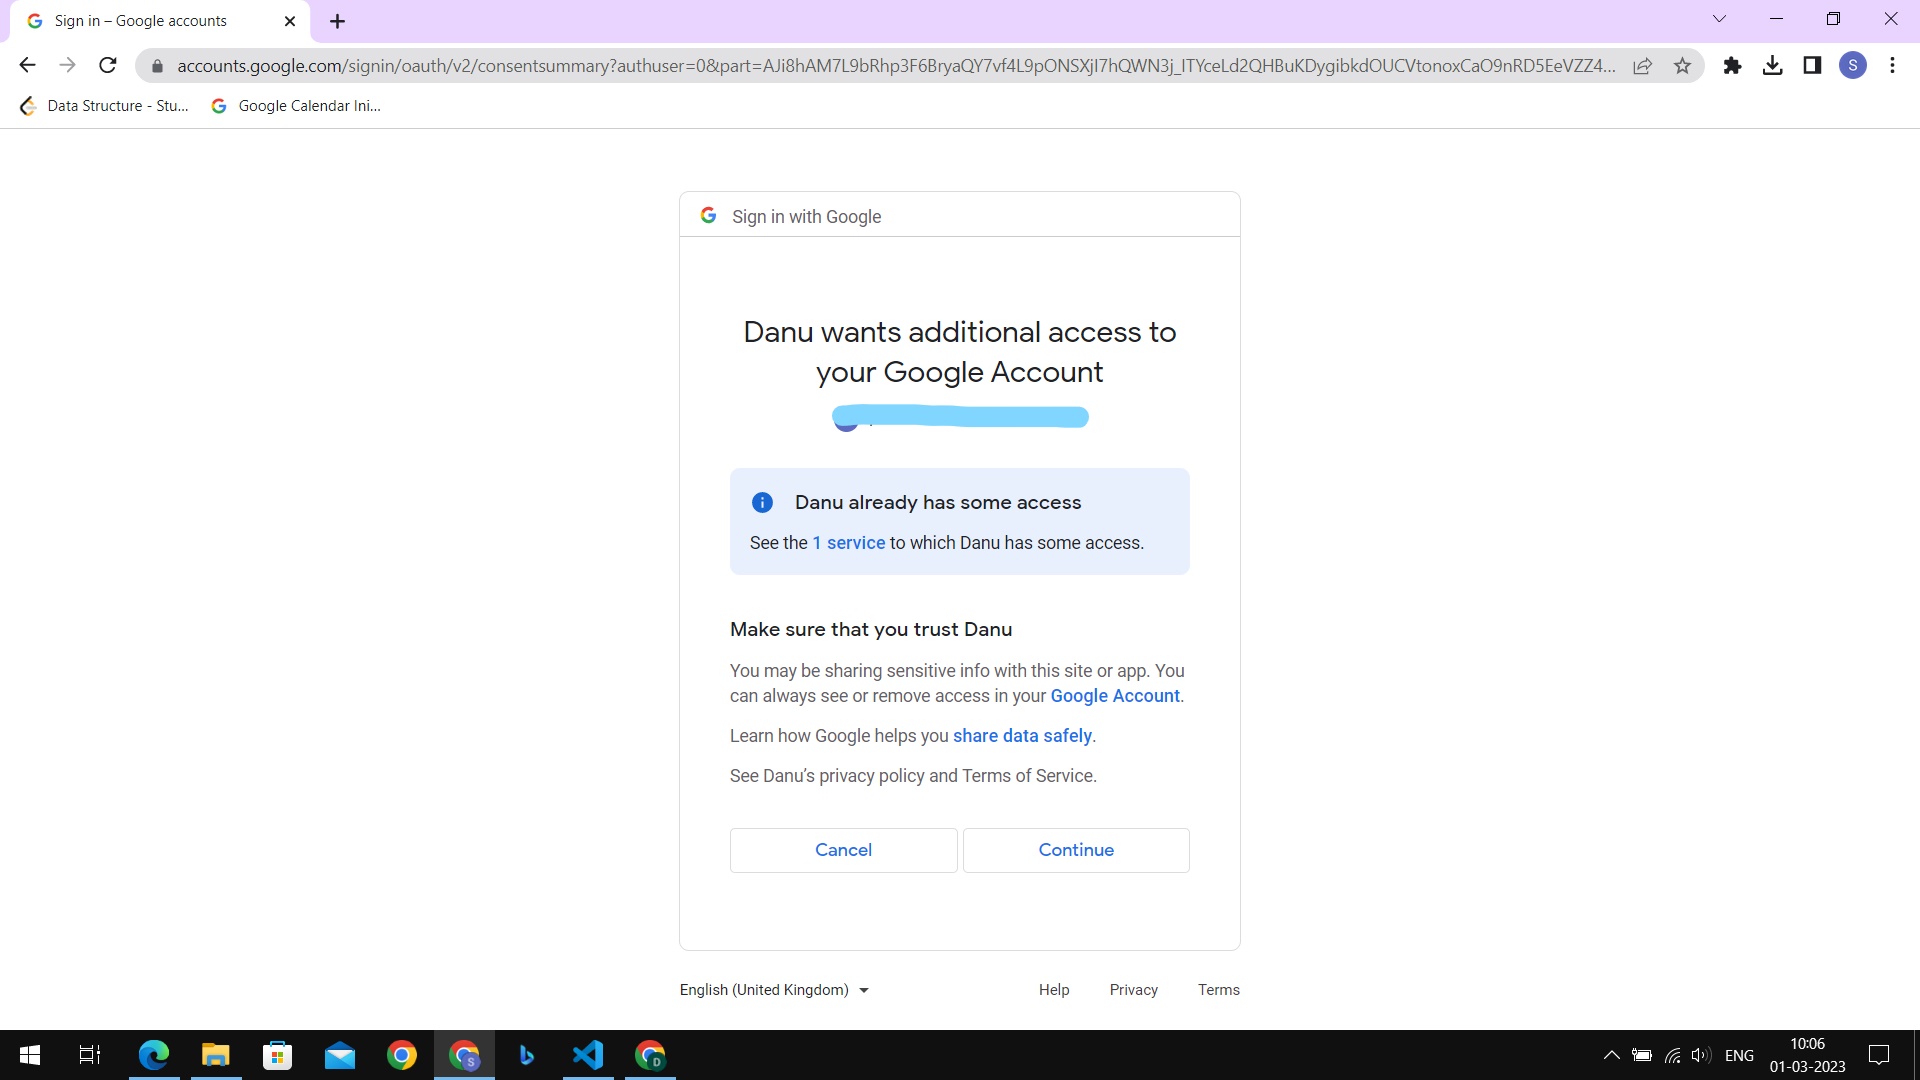 Sign in – Google accounts
accounts.google.com/signin/oauth/v2/consentsummary?authuser=0&part=AJi8hAM7L9bRhp3F6BryaQY7vf4L9pONSXjI7hQWN3j_ITYceLd2QHBuKDygibkdOUCVtonoxCaO9nRD5EeVZZ4...
S
Data Structure - Stu...
Google Calendar Ini...
Sign in with Google
Danu wants additional access to
your Google Account
Danu already has some access
See the 1 service to which Danu has some access.
Make sure that you trust Danu
You may be sharing sensitive info with this site or app. You
can always see or remove access in your Google Account.
Learn how Google helps you share data safely.
See Danu’s privacy policy and Terms of Service.
Cancel
Continue
English (United Kingdom)
Help
Privacy
Terms
S
D
ENG
10:06
01-03-2023